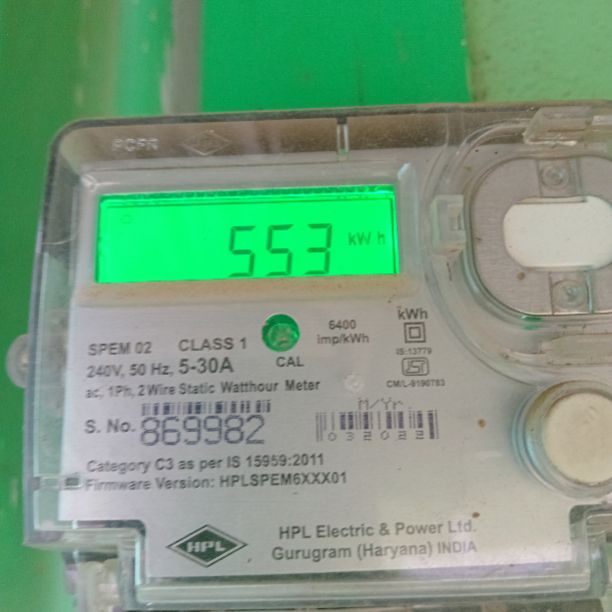 553 kWh
SPEM 02 CLASS 1
240V, 50 Hz, 5-30A
ac, 1Ph, 2 Wire Static Watthour Meter
CAL
6400
imp/kWh
kWh
IS:13779
ISI
CM/L-9190783
S. No. 869982
M/Yr.
032022
Category C3 as per IS 15959:2011
Firmware Version: HPLSPEM6XXX01
HPL
HPL Electric & Power Ltd.
Gurugram (Haryana) INDIA